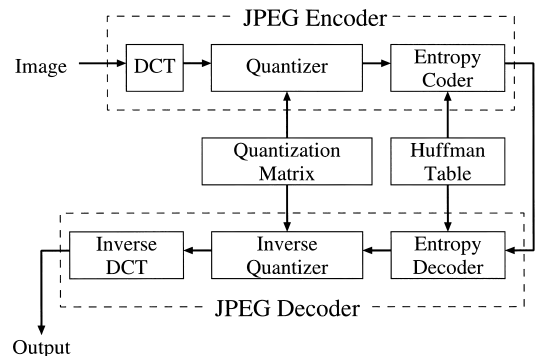 JPEG Encoder
Image
DCT
Quantizer
Entropy
Coder
Quantization
Matrix
Huffman
Table
Inverse
DCT
Inverse
Quantizer
Entropy
Decoder
JPEG Decoder
Output